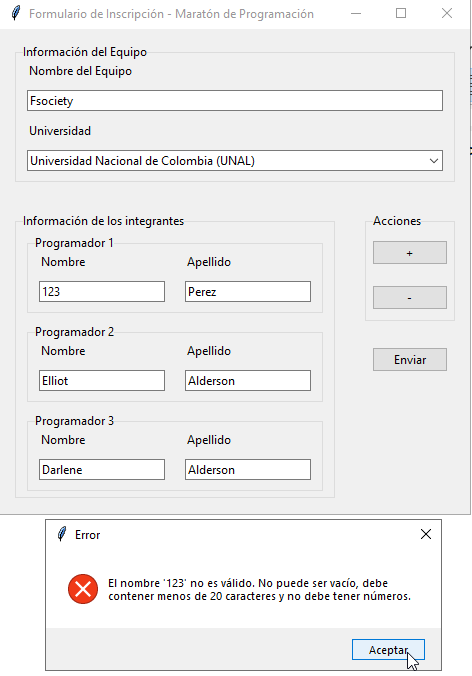 Formulario de Inscripción - Maratón de Programación
Información del Equipo
Nombre del Equipo
Fsociety
Universidad
Universidad Nacional de Colombia (UNAL)
Información de los integrantes
Programador 1
Nombre Apellido
123 Perez
Programador 2
Nombre Apellido
Elliot Alderson
Programador 3
Nombre Apellido
Darlene Alderson
Acciones
+
-
Enviar
Error
El nombre '123' no es válido. No puede ser vacío, debe
contener menos de 20 caracteres y no debe tener números.
Aceptar